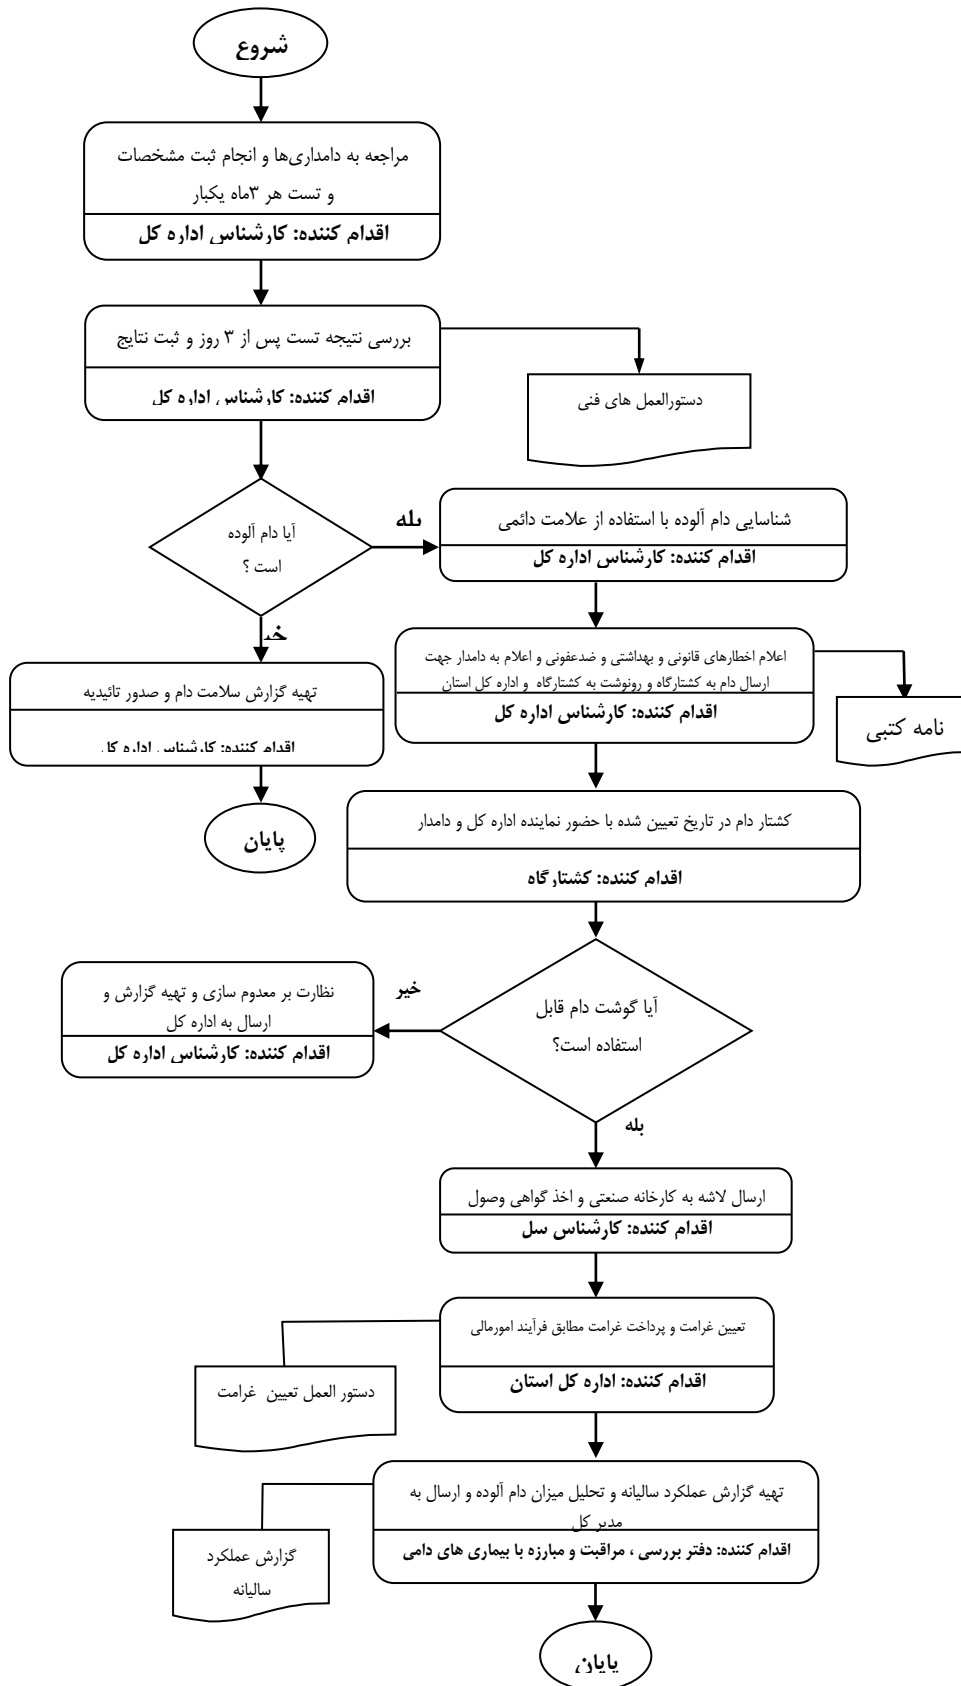 شروع
مراجعه به دامداری‌ها و انجام ثبت مشخصات
و تست هر ۳ماه یکبار
اقدام کننده: کارشناس اداره کل
بررسی نتیجه تست پس از ۳ روز و ثبت نتایج
اقدام کننده: کارشناس اداره کل
دستورالعمل های فنی
آیا دام آلوده
است ؟
بله
شناسایی دام آلوده با استفاده از علامت دائمی
اقدام کننده: کارشناس اداره کل
خیر
اعلام اخطارهای قانونی و بهداشتی و ضدعفونی و اعلام به دامدار جهت
ارسال دام به کشتارگاه و رونوشت به کشتارگاه و اداره کل استان
اقدام کننده: کارشناس اداره کل
نامه کتبی
تهیه گزارش سلامت دام و صدور تائیدیه
اقدام کننده: کارشناس اداره کل
پایان
کشتار دام در تاریخ تعیین شده با حضور نماینده اداره کل و دامدار
اقدام کننده: کشتارگاه
آیا گوشت دام قابل
استفاده است؟
خیر
نظارت بر معدوم سازی و تهیه گزارش و
ارسال به اداره کل
اقدام کننده: کارشناس اداره کل
بله
ارسال لاشه به کارخانه صنعتی و اخذ گواهی وصول
اقدام کننده: کارشناس سل
تعیین غرامت و پرداخت غرامت مطابق فرآیند امورمالی
اقدام کننده: اداره کل استان
دستور العمل تعیین غرامت
تهیه گزارش عملکرد سالیانه و تحلیل میزان دام آلوده و ارسال به
مدیر کل
اقدام کننده: دفتر بررسی ، مراقبت و مبارزه با بیماری های دامی
گزارش عملکرد
سالیانه
پایان